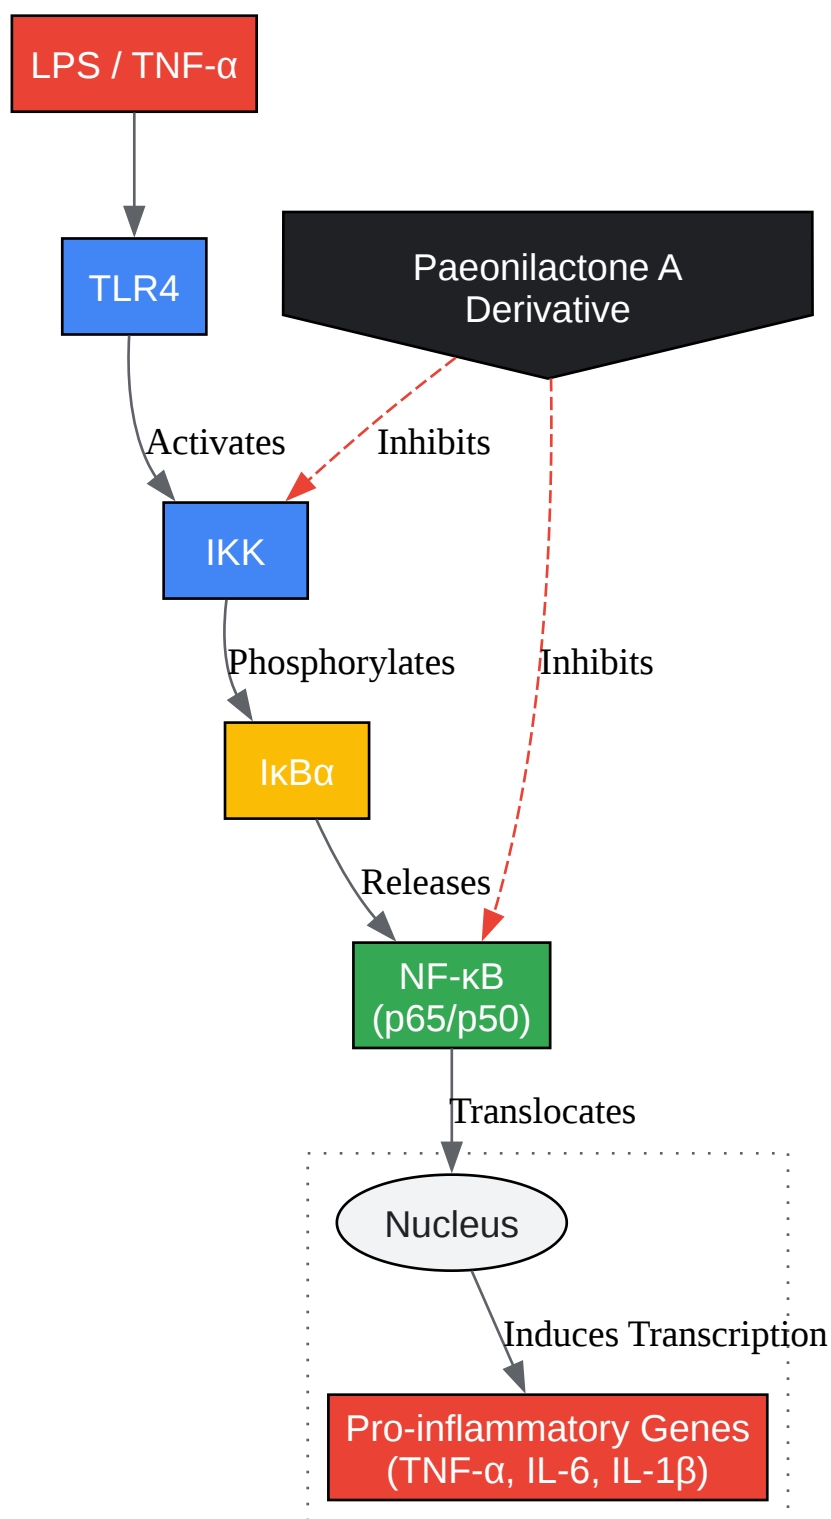 LPS / TNF-α
TLR4
Paeonilactone A
Derivative
Activates
Inhibits
IKK
Phosphorylates
Inhibits
IκBα
Releases
NF-κB
(p65/p50)
Translocates
Nucleus
Induces Transcription
Pro-inflammatory Genes
(TNF-α, IL-6, IL-1β)